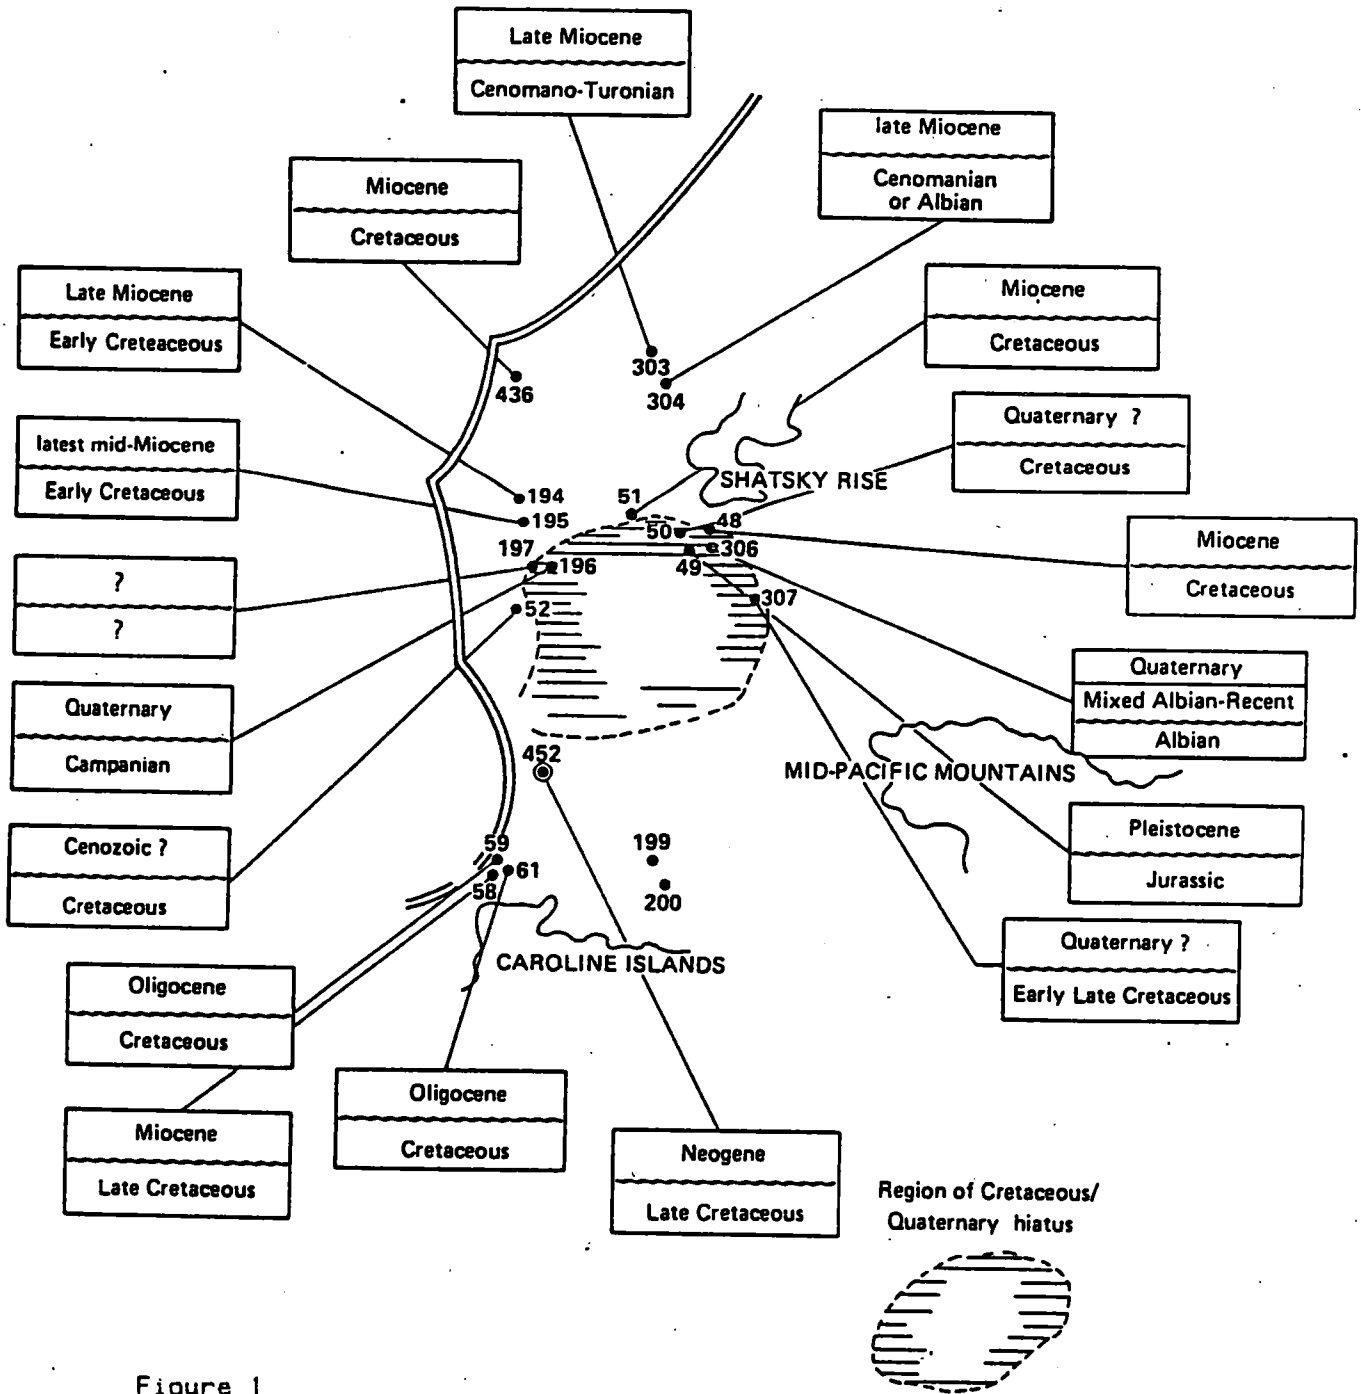 Late Miocene
Cenomano-Turonian
late Miocene
Cenomanian
or Albian
Miocene
Cretaceous
Late Miocene
Early Creteaceous
Miocene
Cretaceous
303
304
436
latest mid-Miocene
Early Cretaceous
Quaternary ?
Cretaceous
SHATSKY RISE
194
195
51
50
48
197
196
49
306
Miocene
Cretaceous
?
?
52
307
Quaternary
Mixed Albian-Recent
Albian
Quaternary
Campanian
452
MID-PACIFIC MOUNTAINS
Cenozoic ?
Cretaceous
59
61
58
199
200
Pleistocene
Jurassic
CAROLINE ISLANDS
Quaternary ?
Early Late Cretaceous
Oligocene
Cretaceous
Oligocene
Cretaceous
Miocene
Late Cretaceous
Neogene
Late Cretaceous
Region of Cretaceous/
Quaternary hiatus
Figure 1